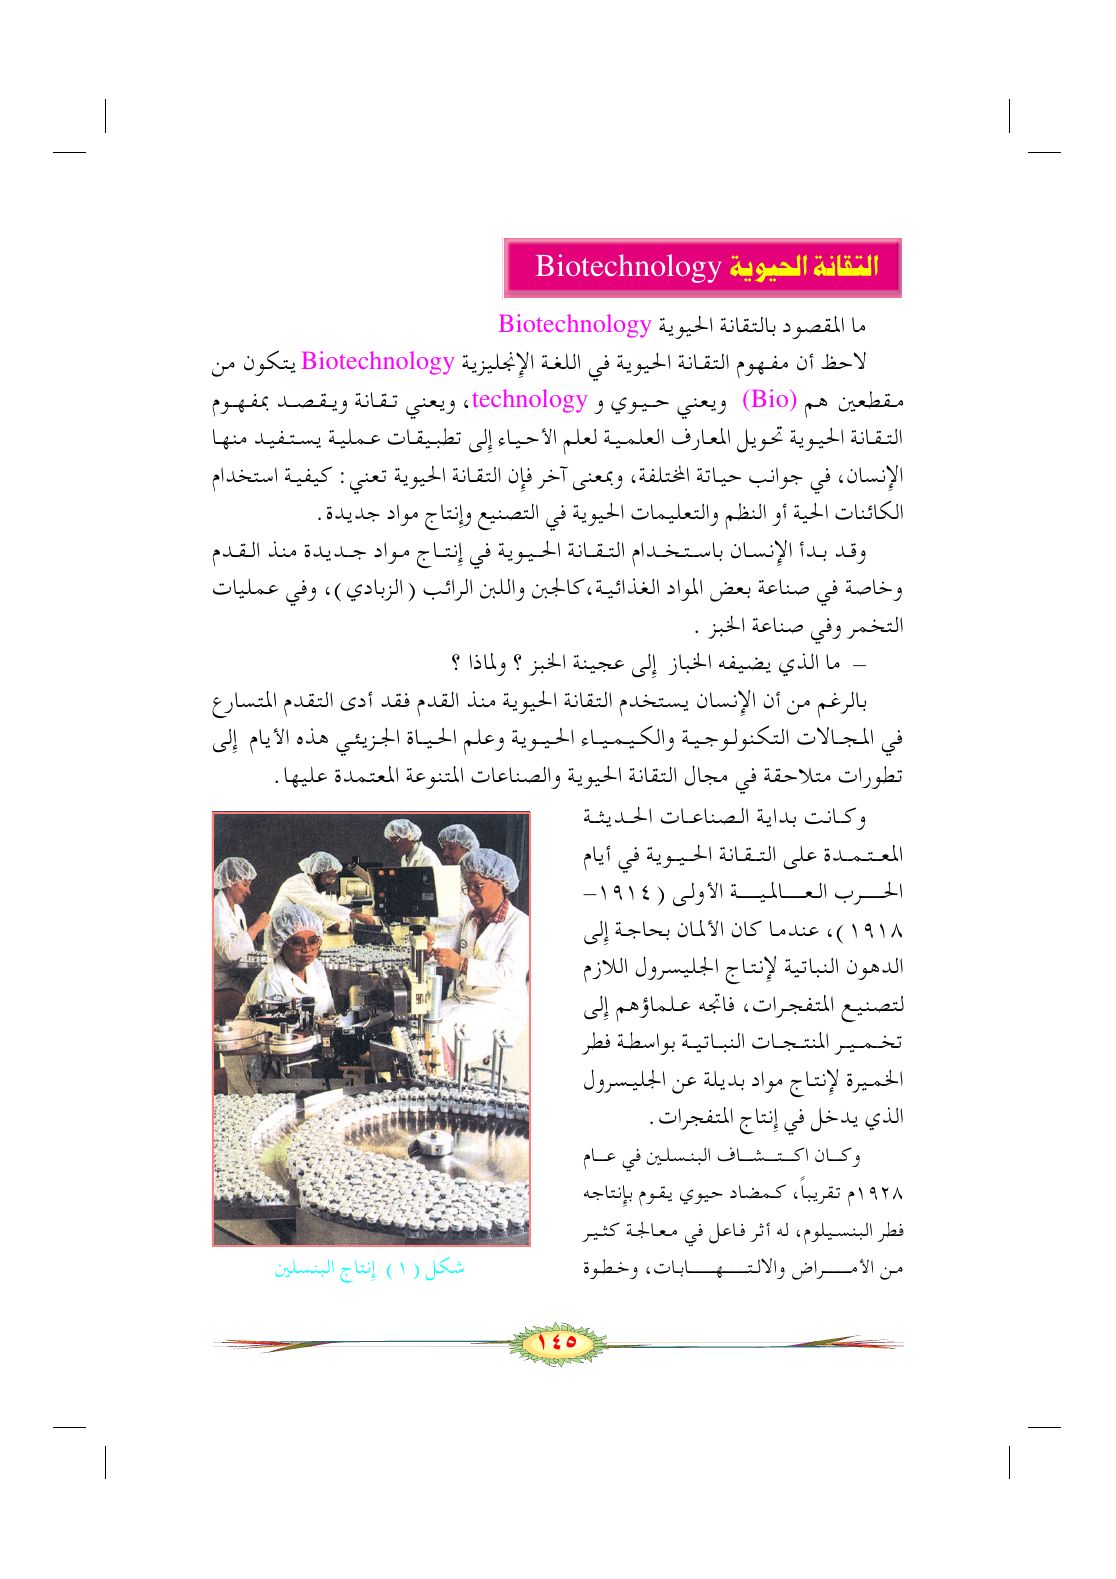 التقانة الحيوية Biotechnology
ما المقصود بالتقانة الحيوية Biotechnology
لاحظ أن مفهوم التقانة الحيوية في اللغة الإنجليزية Biotechnology يتكون من
مقطعين هم (Bio) ويعني حيوي و technology، ويعني تقانة ويقصد بمفهوم
التقانة الحيوية تحويل المعارف العلمية لعلم الأحياء إلى تطبيقات عملية يستفيد منها
الإنسان، في جوانب حياتة المختلفة، وبمعنى آخر فإن التقانة الحيوية تعني: كيفية استخدام
الكائنات الحية أو النظم والتعليمات الحيوية في التصنيع وإنتاج مواد جديدة.
وقد بدأ الإنسان باستخدام التقانة الحيوية في إنتاج مواد جديدة منذ القدم
وخاصة في صناعة بعض المواد الغذائية،كالجبن واللبن الرائب (الزبادي)، وفي عمليات
التخمر وفي صناعة الخبز .
– ما الذي يضيفه الخباز إلى عجينة الخبز ؟ ولماذا ؟
بالرغم من أن الإنسان يستخدم التقانة الحيوية منذ القدم فقد أدى التقدم المتسارع
في المجالات التكنولوجية والكيمياء الحيوية وعلم الحياة الجزيئي هذه الأيام إلى
تطورات متلاحقة في مجال التقانة الحيوية والصناعات المتنوعة المعتمدة عليها.
وكانت بداية الصناعات الحديثة
المعتمدة على التقانة الحيوية في أيام
الحرب العالمية الأولى (١٩١٤–
١٩١٨)، عندما كان الألمان بحاجة إلى
الدهون النباتية لإنتاج الجليسرول اللازم
لتصنيع المتفجرات، فاتجه علماؤهم إلى
تخمير المنتجات النباتية بواسطة فطر
الخميرة لإنتاج مواد بديلة عن الجليسرول
الذي يدخل في إنتاج المتفجرات.
وكان اكتشاف البنسلين في عام
١٩٢٨م تقريباً، كمضاد حيوي يقوم بإنتاجه
فطر البنسيلوم، له أثر فاعل في معالجة كثير
من الأمراض والالتهابات، وخطوة
شكل (١) إنتاج البنسلين
١٤٥